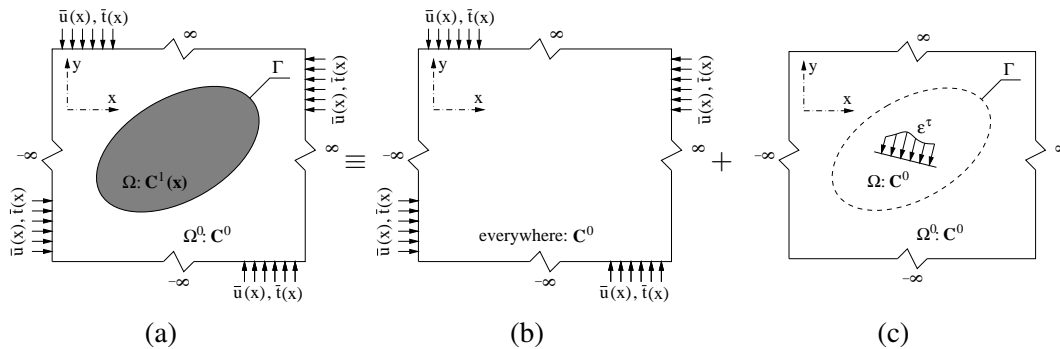 ū(x), t̄(x)
∞
y
x
Γ
ū(x), t̄(x)
−∞
∞
Ω: C¹(x)
ū(x), t̄(x)
Ω⁰: C⁰
−∞
ū(x), t̄(x)
(a)
≡
ū(x), t̄(x)
∞
y
x
ū(x), t̄(x)
∞
ū(x), t̄(x)
everywhere: C⁰
−∞
ū(x), t̄(x)
(b)
+
∞
y
x
Γ
ε^τ
−∞
∞
Ω: C⁰
Ω⁰: C⁰
−∞
(c)